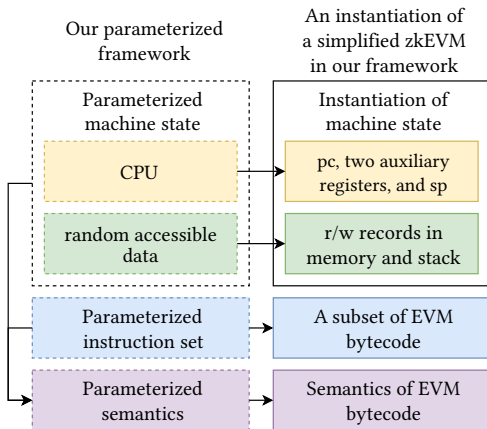 Our parameterized
framework
An instantiation of
a simplified zkEVM
in our framework
Parameterized
machine state
Instantiation of
machine state
CPU
pc, two auxiliary
registers, and sp
random accessible
data
r/w records in
memory and stack
Parameterized
instruction set
A subset of EVM
bytecode
Parameterized
semantics
Semantics of EVM
bytecode